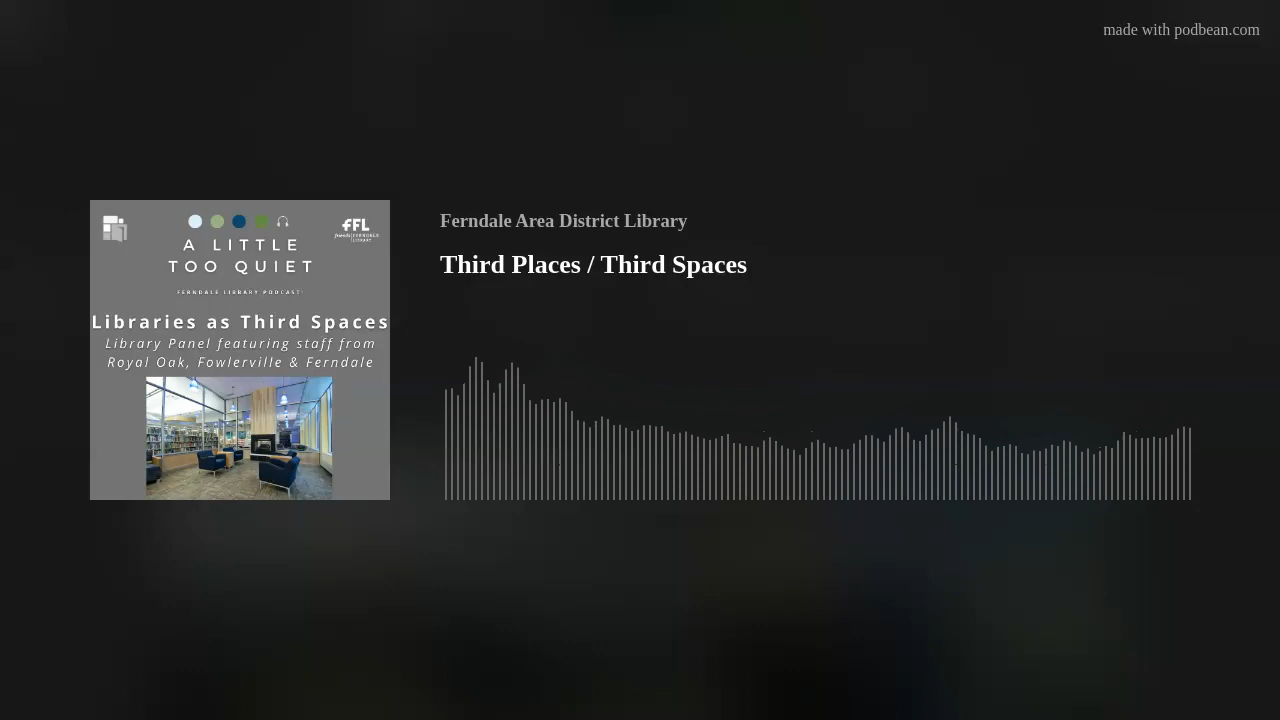 made with podbean.com
Ferndale Area District Library
Third Places / Third Spaces
fFL
A LITTLE
TOO QUIET
FERNDALE LIBRARY PODCAST
Libraries as Third Spaces
Library Panel featuring staff from
Royal Oak, Fowlerville & Ferndale